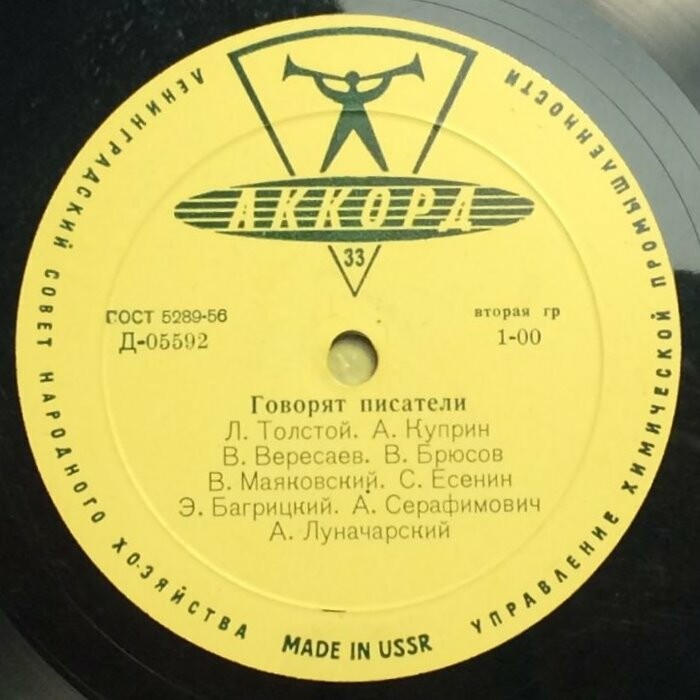 ЛЕНИНГРАДСКИЙ СОВЕТ НАРОДНОГО ХОЗЯЙСТВА
УПРАВЛЕНИЕ ХИМИЧЕСКОЙ ПРОМЫШЛЕННОСТИ
АККОРД
33
ГОСТ 5289-56
вторая гр
Д-05592
1-00
Говорят писатели
Л. Толстой. А. Куприн
В. Вересаев. В. Брюсов
В. Маяковский. С. Есенин
Э. Багрицкий. А. Серафимович
А. Луначарский
MADE IN USSR